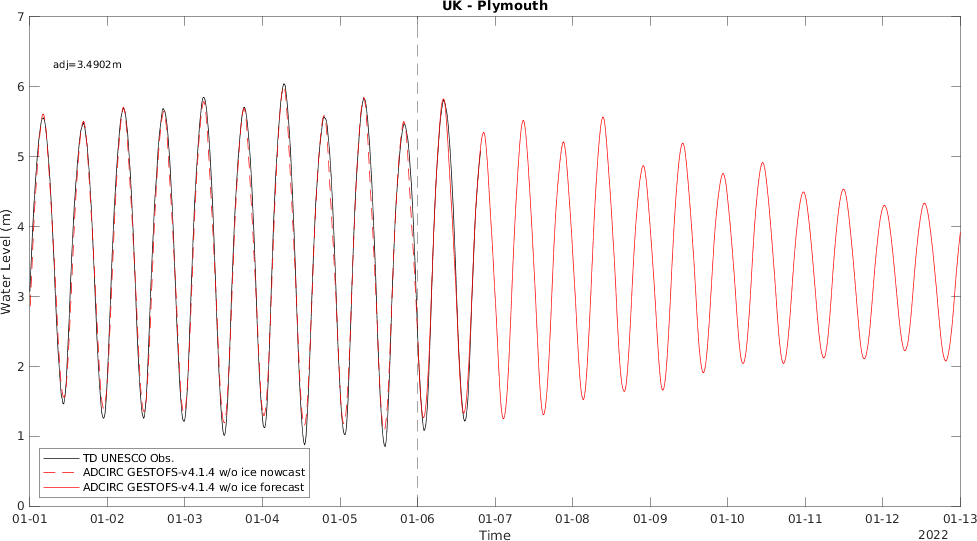 UK - Plymouth
adj=3.4902m
7
6
5
4
3
2
1
0
Water Level (m)
TD UNESCO Obs.
ADCIRC GESTOFS-v4.1.4 w/o ice nowcast
ADCIRC GESTOFS-v4.1.4 w/o ice forecast
01-01 01-02 01-03 01-04 01-05 01-06 01-07 01-08 01-09 01-10 01-11 01-12 01-13
Time
2022